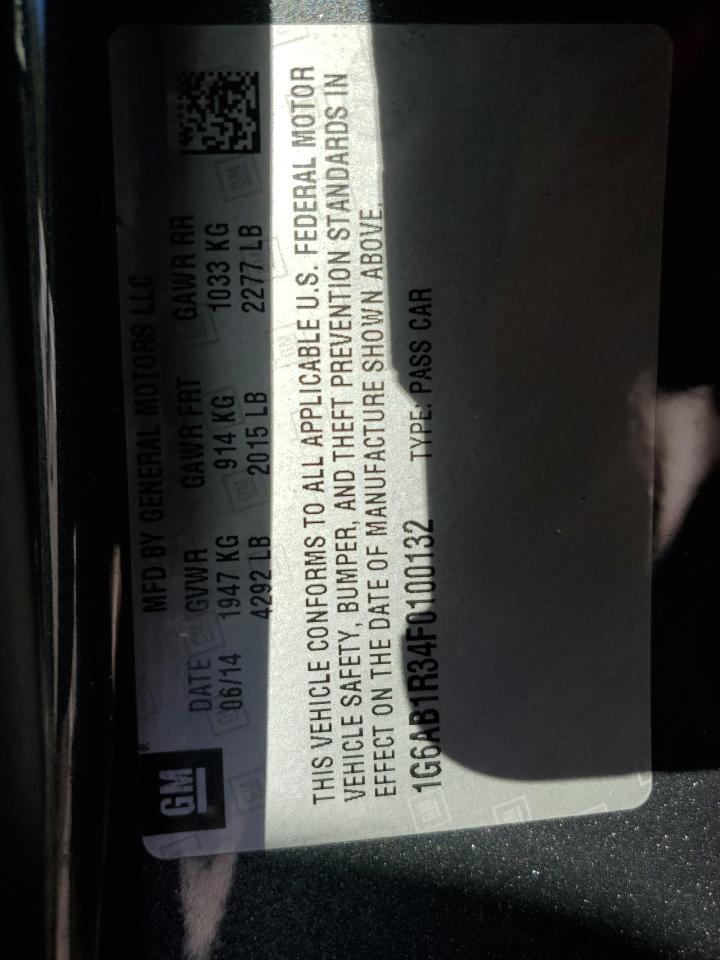 GM
MFD BY GENERAL MOTORS LLC
DATE GVWR GAWR FRT GAWR RR
06/14 1947 KG 914 KG 1033 KG
4292 LB 2015 LB 2277 LB
THIS VEHICLE CONFORMS TO ALL APPLICABLE U.S. FEDERAL MOTOR
VEHICLE SAFETY, BUMPER, AND THEFT PREVENTION STANDARDS IN
EFFECT ON THE DATE OF MANUFACTURE SHOWN ABOVE.
1G6AB1R34F0100132 TYPE: PASS CAR